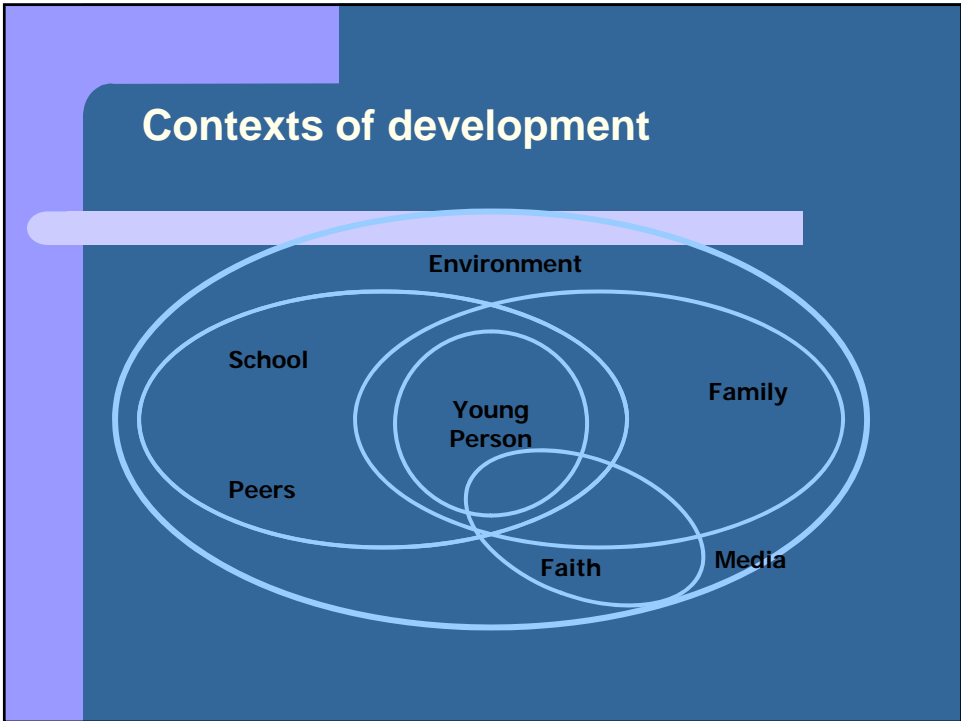 Contexts of development
Environment
School
Family
Young
Person
Peers
Faith
Media